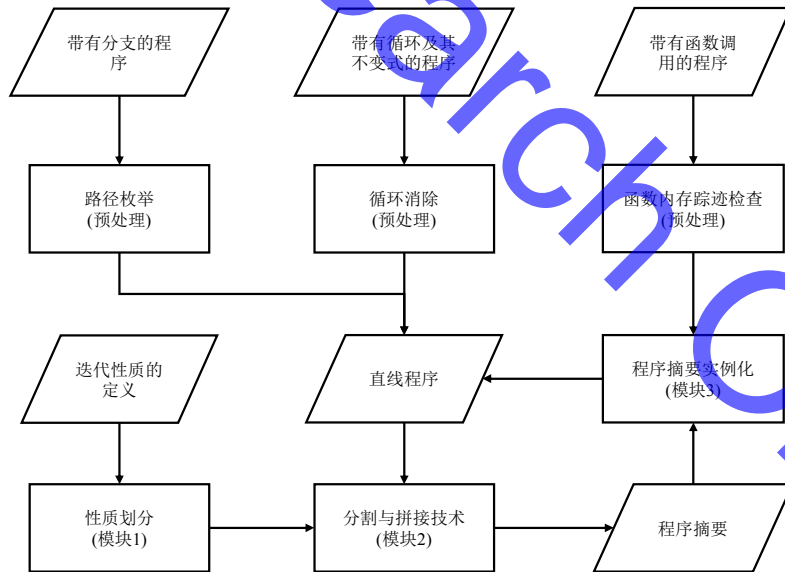 带有分支的程
序
带有循环及其
不变式的程序
带有函数调
用的程序
路径枚举
(预处理)
循环消除
(预处理)
函数内存踪迹检查
(预处理)
迭代性质的
定义
直线程序
程序摘要实例化
(模块3)
性质划分
(模块1)
分割与拼接技术
(模块2)
程序摘要
arch